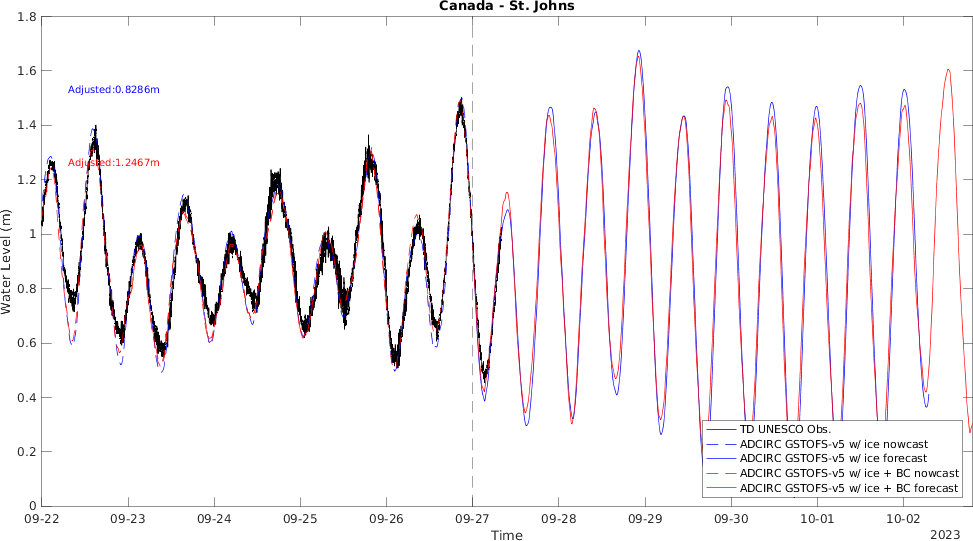 Canada - St. Johns
1.8
1.6
1.4
1.2
1
0.8
0.6
0.4
0.2
0
Water Level (m)
Adjusted:0.8286m
Adjusted:1.2467m
TD UNESCO Obs.
ADCIRC GSTOFS-v5 w/ ice nowcast
ADCIRC GSTOFS-v5 w/ ice forecast
ADCIRC GSTOFS-v5 w/ ice + BC nowcast
ADCIRC GSTOFS-v5 w/ ice + BC forecast
09-22 09-23 09-24 09-25 09-26 09-27 09-28 09-29 09-30 10-01 10-02
Time
2023